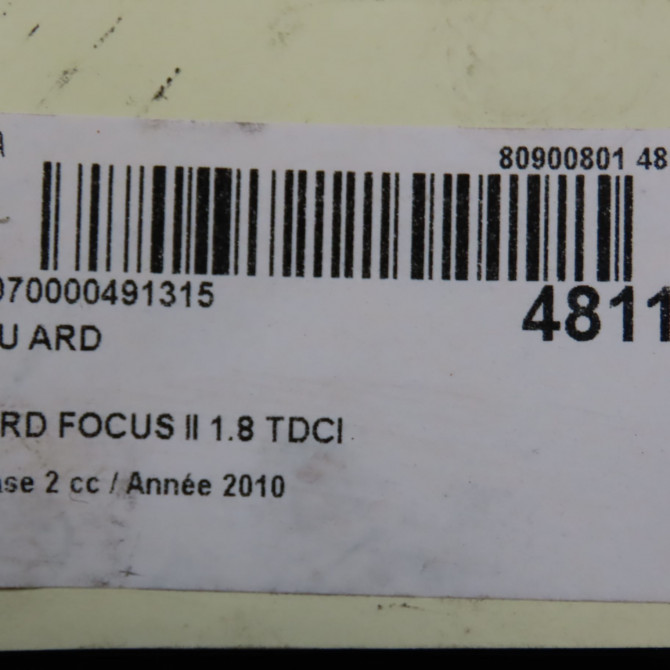 80900801 48
070000491315
4811
U ARD
RD FOCUS II 1.8 TDCI
ase 2 cc / Année 2010